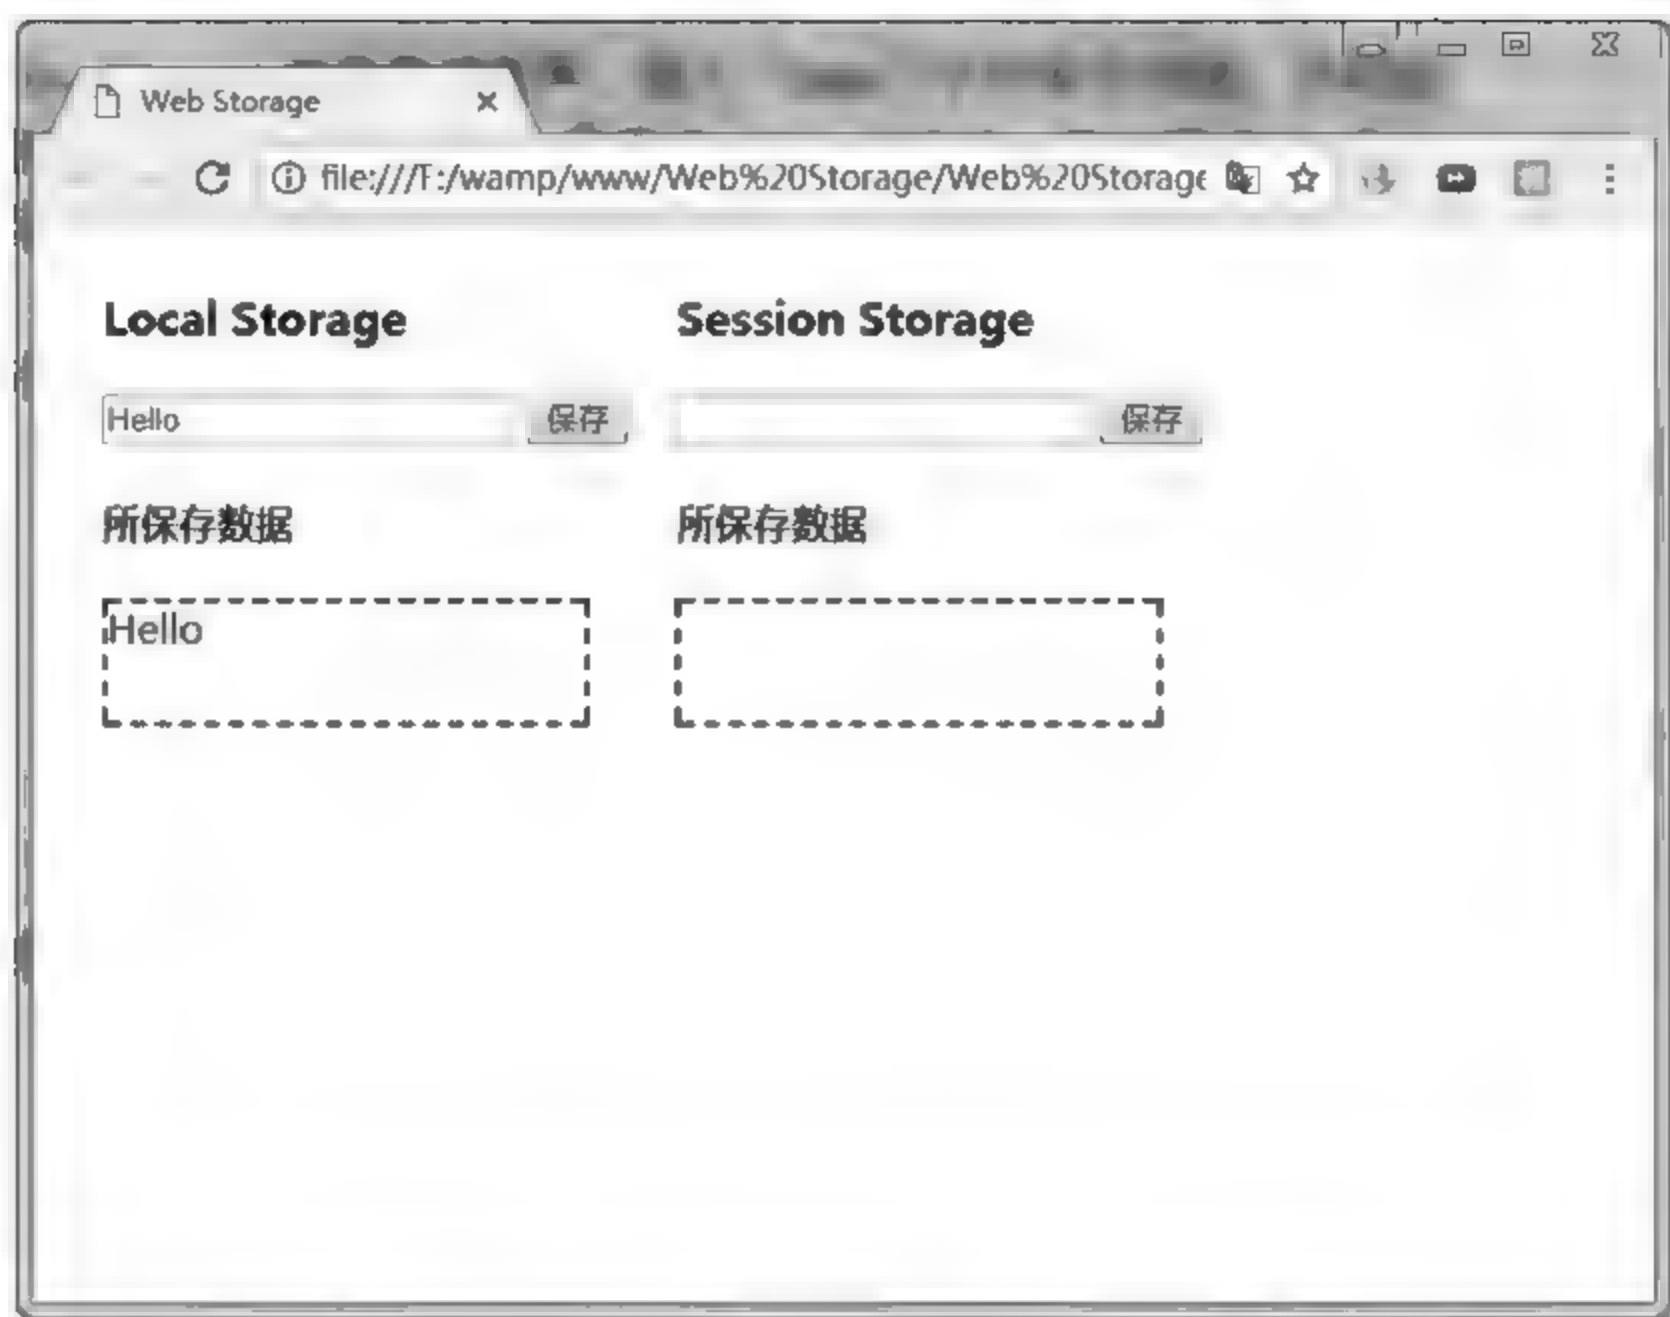 Web Storage
file:///F:/wamp/www/Web%20Storage/Web%20Storage
Local Storage
Session Storage
Hello
保存
保存
所保存数据
所保存数据
Hello